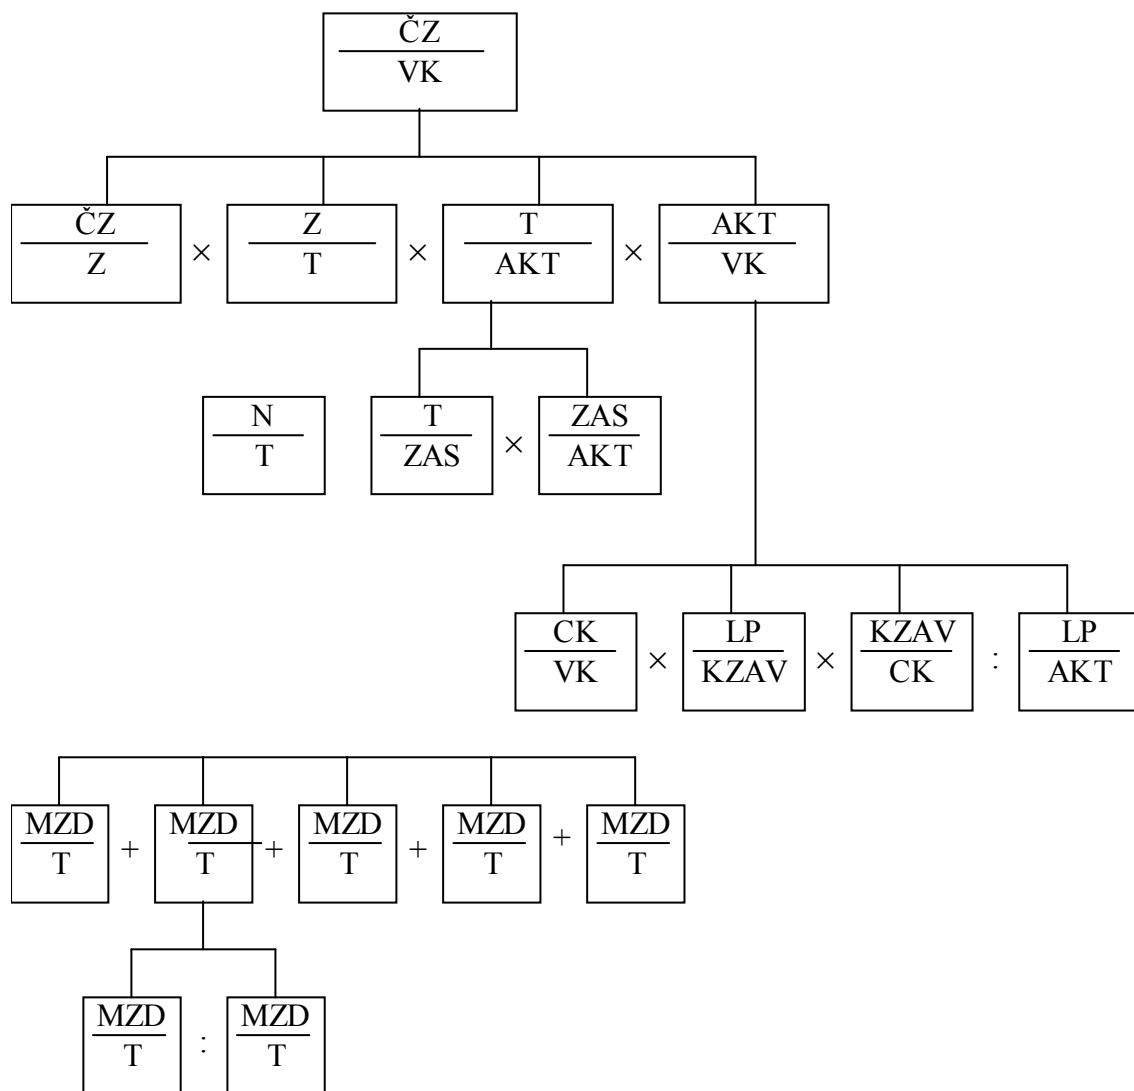 ČZ
VK
ČZ × Z × T × AKT
Z T AKT VK
N T × ZAS
T ZAS AKT
CK × LP × KZAV : LP
VK KZAV CK AKT
MZD + MZD + MZD + MZD + MZD
T T T T T
MZD : MZD
T T